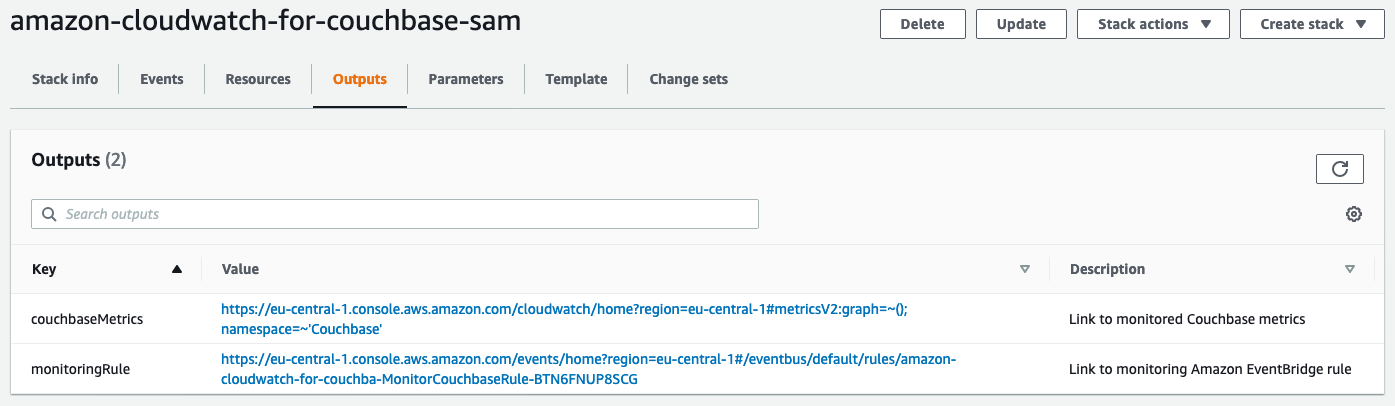 amazon-cloudwatch-for-couchbase-sam
Delete
Update
Stack actions
Create stack
Stack info
Events
Resources
Outputs
Parameters
Template
Change sets
Outputs (2)
Search outputs
Key
Value
Description
couchbaseMetrics
https://eu-central-1.console.aws.amazon.com/cloudwatch/home?region=eu-central-1#metricsV2:graph=~();
namespace=~'Couchbase'
Link to monitored Couchbase metrics
monitoringRule
https://eu-central-1.console.aws.amazon.com/events/home?region=eu-central-1#/eventbus/default/rules/amazon-
cloudwatch-for-couchba-MonitorCouchbaseRule-BTN6FNUP8SCG
Link to monitoring Amazon EventBridge rule